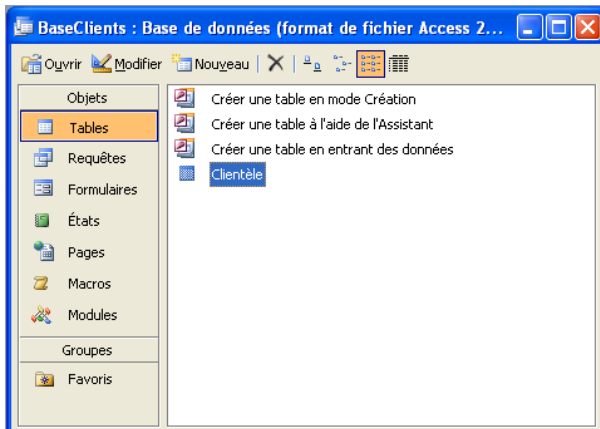 BaseClients : Base de données (format de fichier Access 2...
Ouvrir Modifier Nouveau
Objets
Tables
Requêtes
Formulaires
États
Pages
Macros
Modules
Groupes
Favoris
Créer une table en mode Création
Créer une table à l'aide de l'Assistant
Créer une table en entrant des données
Clientèle